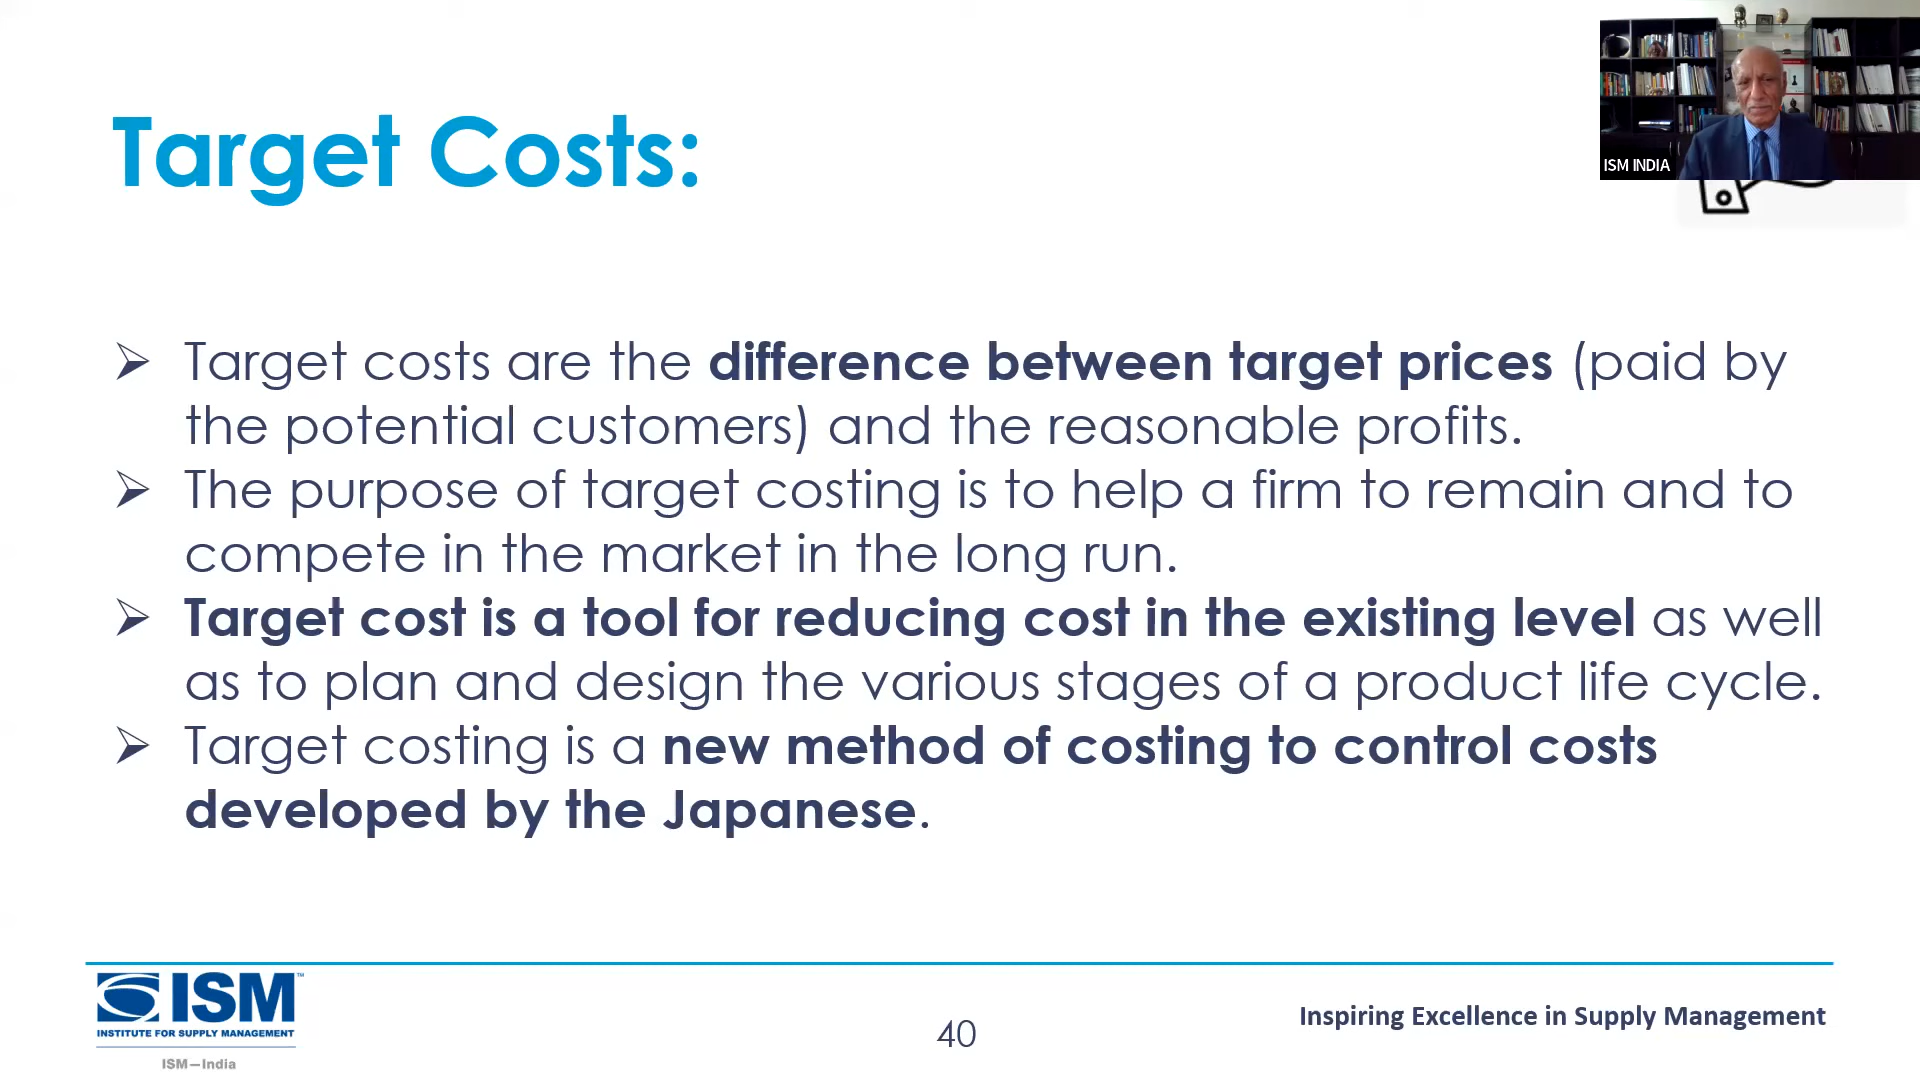 ISM INDIA
Target Costs:
➢ Target costs are the difference between target prices (paid by
the potential customers) and the reasonable profits.
➢ The purpose of target costing is to help a firm to remain and to
compete in the market in the long run.
➢ Target cost is a tool for reducing cost in the existing level as well
as to plan and design the various stages of a product life cycle.
➢ Target costing is a new method of costing to control costs
developed by the Japanese.
ISM™
INSTITUTE FOR SUPPLY MANAGEMENT
ISM—India
40
Inspiring Excellence in Supply Management